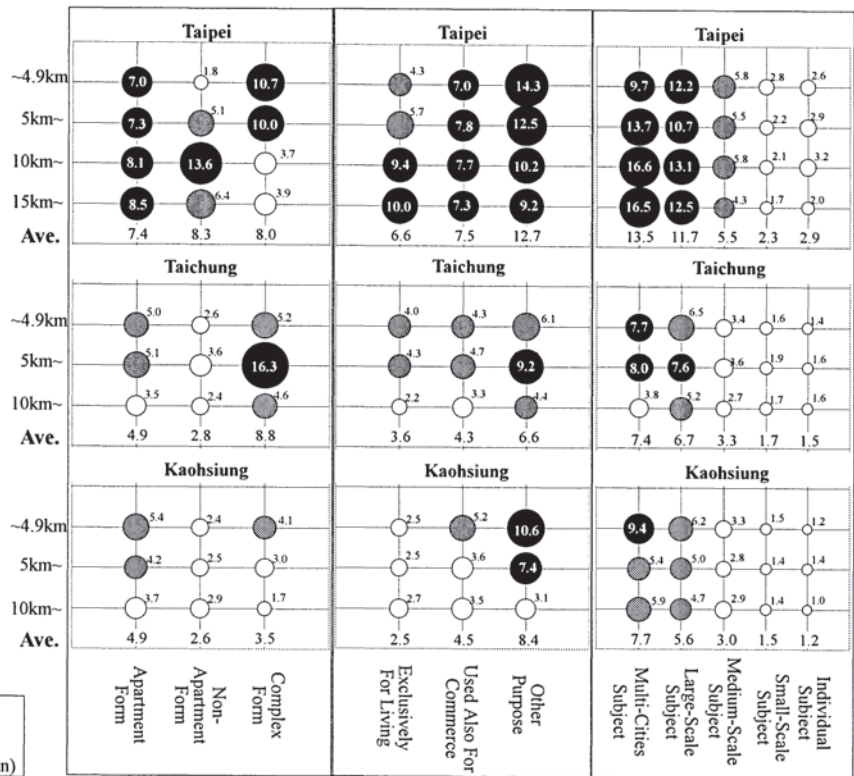 Taipei Taipei Taipei
~4.9km 7.0 1.8 10.7 4.3 7.0 14.3 9.7 12.2 5.8 2.8 2.6
5km~ 7.3 5.1 10.0 5.7 7.8 12.5 13.7 10.7 5.5 2.2 2.9
10km~ 8.1 13.6 3.7 9.4 7.7 10.2 16.6 13.1 5.8 2.1 3.2
15km~ 8.5 6.4 3.9 10.0 7.3 9.2 16.5 12.5 4.3 1.7 2.0
Ave. 7.4 8.3 8.0 6.6 7.5 12.7 13.5 11.7 5.5 2.3 2.9
Taichung Taichung Taichung
~4.9km 5.0 2.6 5.2 4.0 4.3 6.1 7.7 6.5 3.4 1.6 1.4
5km~ 5.1 3.6 16.3 4.3 4.7 9.2 8.0 7.6 3.6 1.9 1.6
10km~ 3.5 2.4 4.6 2.2 3.3 4.4 3.8 5.2 2.7 1.7 1.6
Ave. 4.9 2.8 8.8 3.6 4.3 6.6 7.4 6.7 3.3 1.7 1.5
Kaohsiung Kaohsiung Kaohsiung
~4.9km 5.4 2.4 4.1 2.5 5.2 10.6 9.4 6.2 3.3 1.5 1.2
5km~ 4.2 2.5 3.0 2.5 3.6 7.4 5.4 5.0 2.8 1.4 1.4
10km~ 3.7 2.9 1.7 2.7 3.5 3.1 5.9 4.7 2.9 1.4 1.0
Ave. 4.9 2.6 3.5 2.5 4.5 8.4 7.7 5.6 3.0 1.5 1.2
Apartment
Form
Non-
Apartment
Form
Complex
Form
Exclusively
For Living
Used Also For
Commerce
Other
Purpose
Multi-Cities
Subject
Large-Scale
Subject
Medium-Scale
Subject
Small-Scale
Subject
Individual
Subject